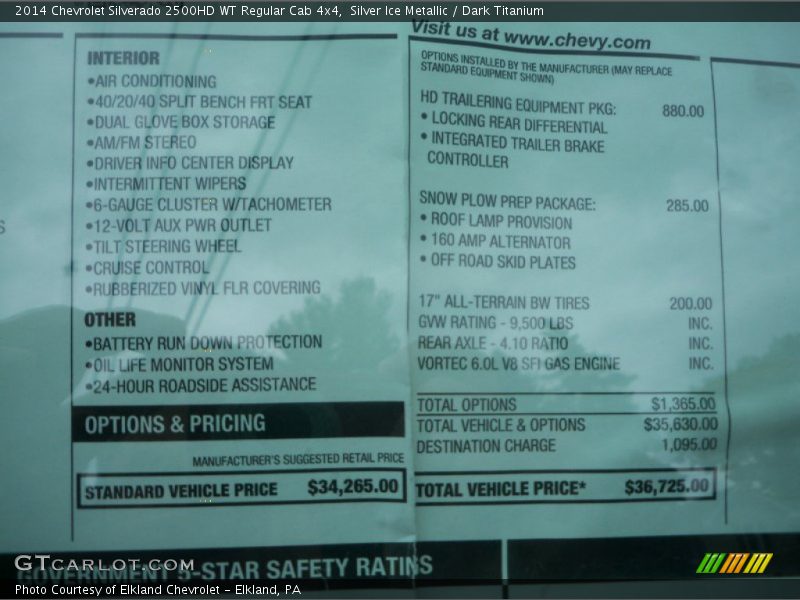 2014 Chevrolet Silverado 2500HD WT Regular Cab 4x4, Silver Ice Metallic / Dark Titanium
INTERIOR
•AIR CONDITIONING
•40/20/40 SPLIT BENCH FRT SEAT
•DUAL GLOVE BOX STORAGE
•AM/FM STEREO
•DRIVER INFO CENTER DISPLAY
•INTERMITTENT WIPERS
•6-GAUGE CLUSTER W/TACHOMETER
•12-VOLT AUX PWR OUTLET
•TILT STEERING WHEEL
•CRUISE CONTROL
•RUBBERIZED VINYL FLR COVERING
OTHER
•BATTERY RUN DOWN PROTECTION
•OIL LIFE MONITOR SYSTEM
•24-HOUR ROADSIDE ASSISTANCE
OPTIONS & PRICING
MANUFACTURER'S SUGGESTED RETAIL PRICE
STANDARD VEHICLE PRICE $34,265.00
Visit us at www.chevy.com
OPTIONS INSTALLED BY THE MANUFACTURER (MAY REPLACE
STANDARD EQUIPMENT SHOWN)
HD TRAILERING EQUIPMENT PKG: 880.00
• LOCKING REAR DIFFERENTIAL
• INTEGRATED TRAILER BRAKE
CONTROLLER
SNOW PLOW PREP PACKAGE: 285.00
• ROOF LAMP PROVISION
• 160 AMP ALTERNATOR
• OFF ROAD SKID PLATES
17" ALL-TERRAIN BW TIRES 200.00
GVW RATING - 9,500 LBS INC.
REAR AXLE - 4.10 RATIO INC.
VORTEC 6.0L V8 SFI GAS ENGINE INC.
TOTAL OPTIONS $1,365.00
TOTAL VEHICLE & OPTIONS $35,630.00
DESTINATION CHARGE 1,095.00
TOTAL VEHICLE PRICE* $36,725.00
GOVERNMENT 5-STAR SAFETY RATINS
GTCARLOT.COM
Photo Courtesy of Elkland Chevrolet - Elkland, PA